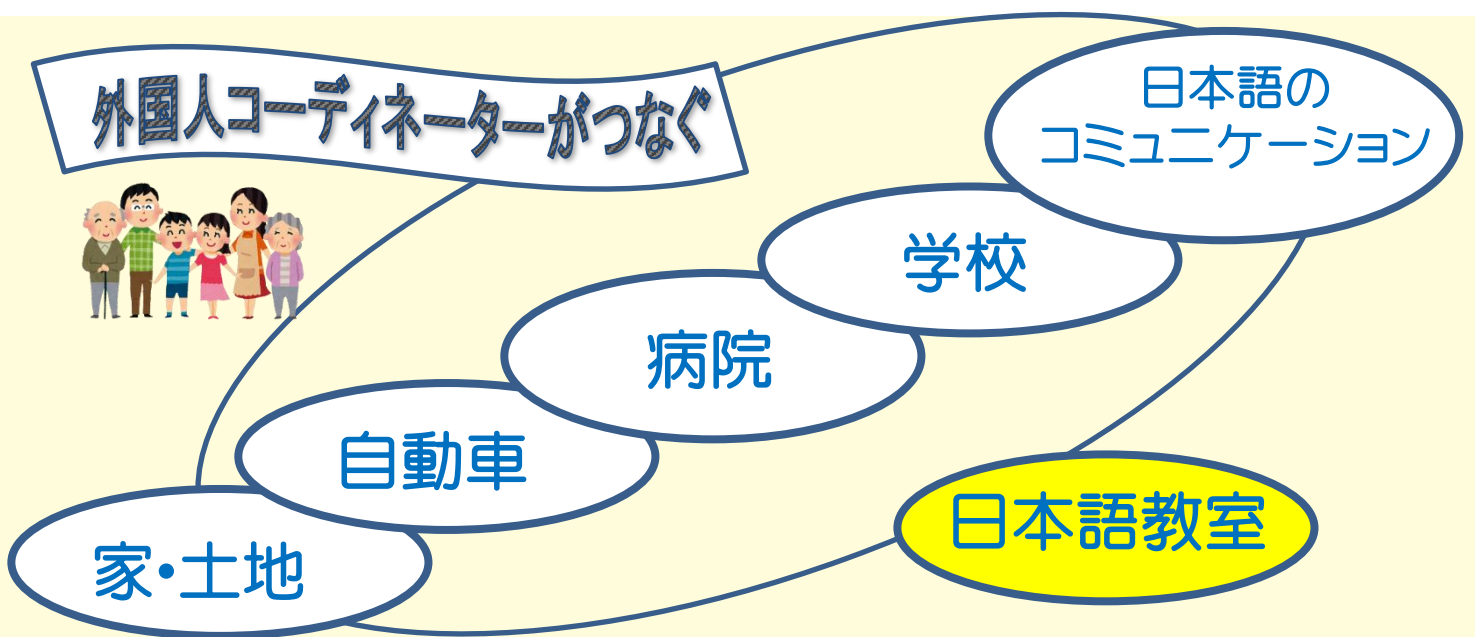 外国人コーディネーターがつなぐ
日本語の
コミュニケーション
学校
病院
自動車
日本語教室
家・土地